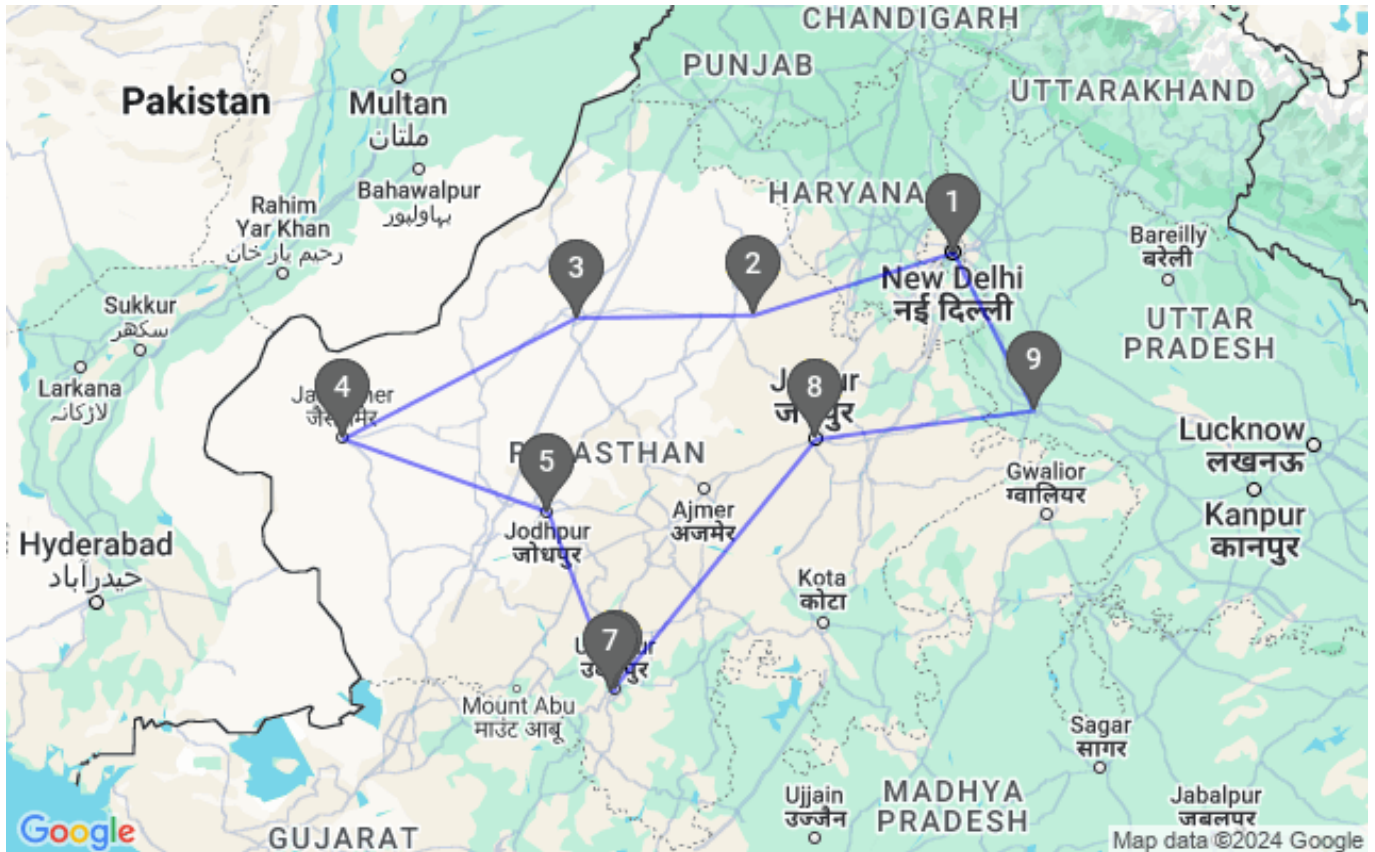 CHANDIGARH
PUNJAB
Pakistan
Multan
ملتان
UTTARAKHAND
Bahawalpur
بہاولپور
HARYANA
1
Rahim
Yar Khan
رحیم یار خان
Bareilly
बरेली
3
2
New Delhi
नई दिल्ली
Sukkur
سکھر
UTTAR
PRADESH
Larkana
لاڑکانہ
4
8
9
Lucknow
लखनऊ
5
Gwalior
ग्वालियर
Ajmer
अजमेर
Jodhpur
जोधपुर
Kanpur
कानपुर
Hyderabad
حیدرآباد
Kota
कोटा
7
Mount Abu
माउंट आबू
Sagar
सागर
Ujjain
उज्जैन
MADHYA
PRADESH
Jabalpur
जबलपुर
Google
GUJARAT
Map data ©2024 Google